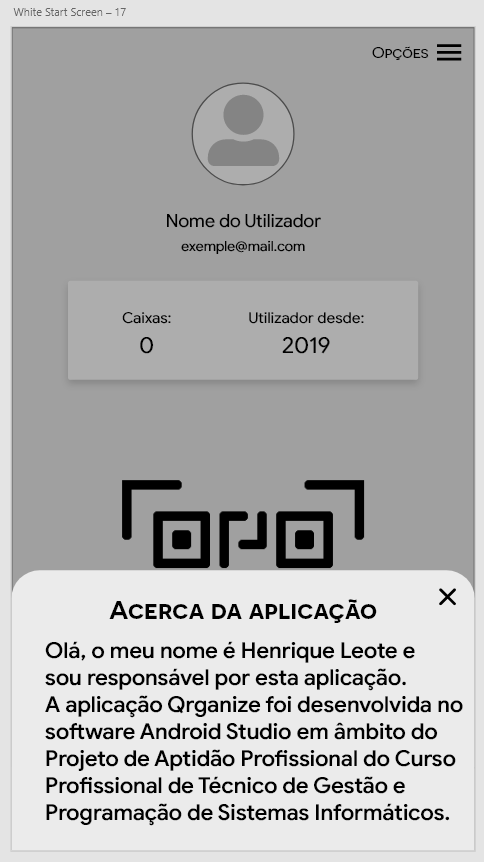 White Start Screen – 17
Opções
Nome do Utilizador
exemple@mail.com
Caixas:
Utilizador desde:
0
2019
Acerca da aplicação
Olá, o meu nome é Henrique Leote e
sou responsável por esta aplicação.
A aplicação Qrganize foi desenvolvida no
software Android Studio em âmbito do
Projeto de Aptidão Profissional do Curso
Profissional de Técnico de Gestão e
Programação de Sistemas Informáticos.